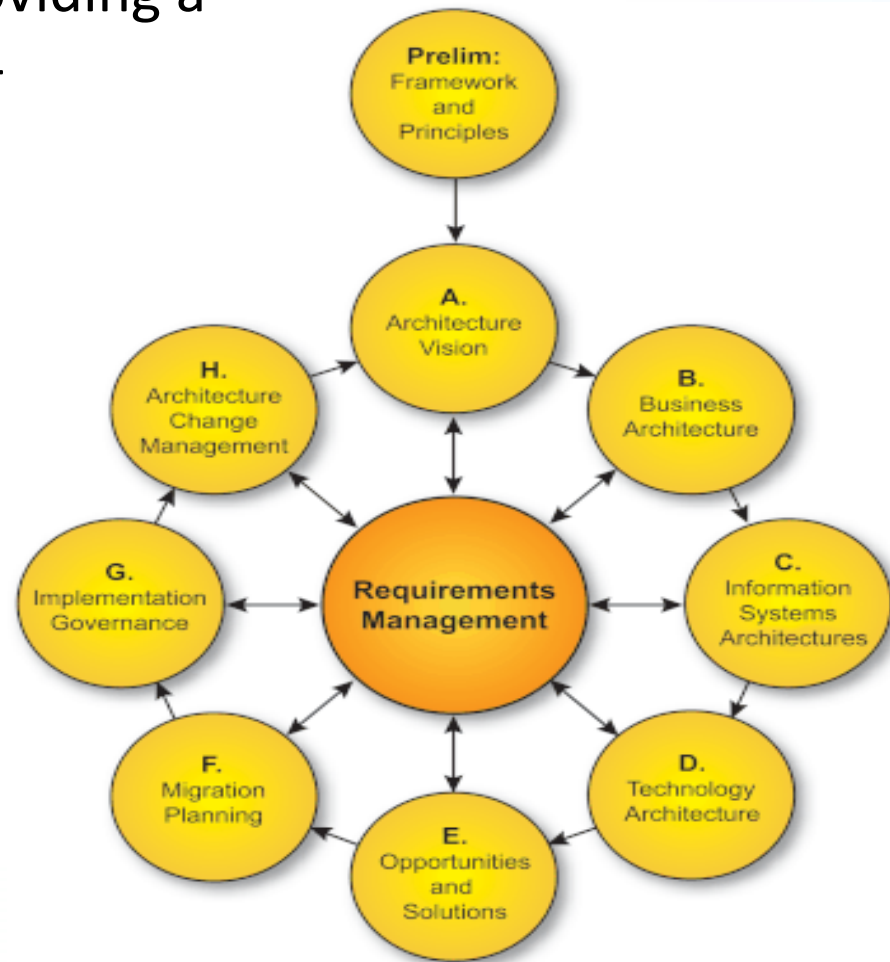 oviding a
Prelim:
Framework
and
Principles
A.
Architecture
Vision
H.
Architecture
Change
Management
B.
Business
Architecture
G.
Implementation
Governance
Requirements
Management
C.
Information
Systems
Architectures
F.
Migration
Planning
D.
Technology
Architecture
E.
Opportunities
and
Solutions